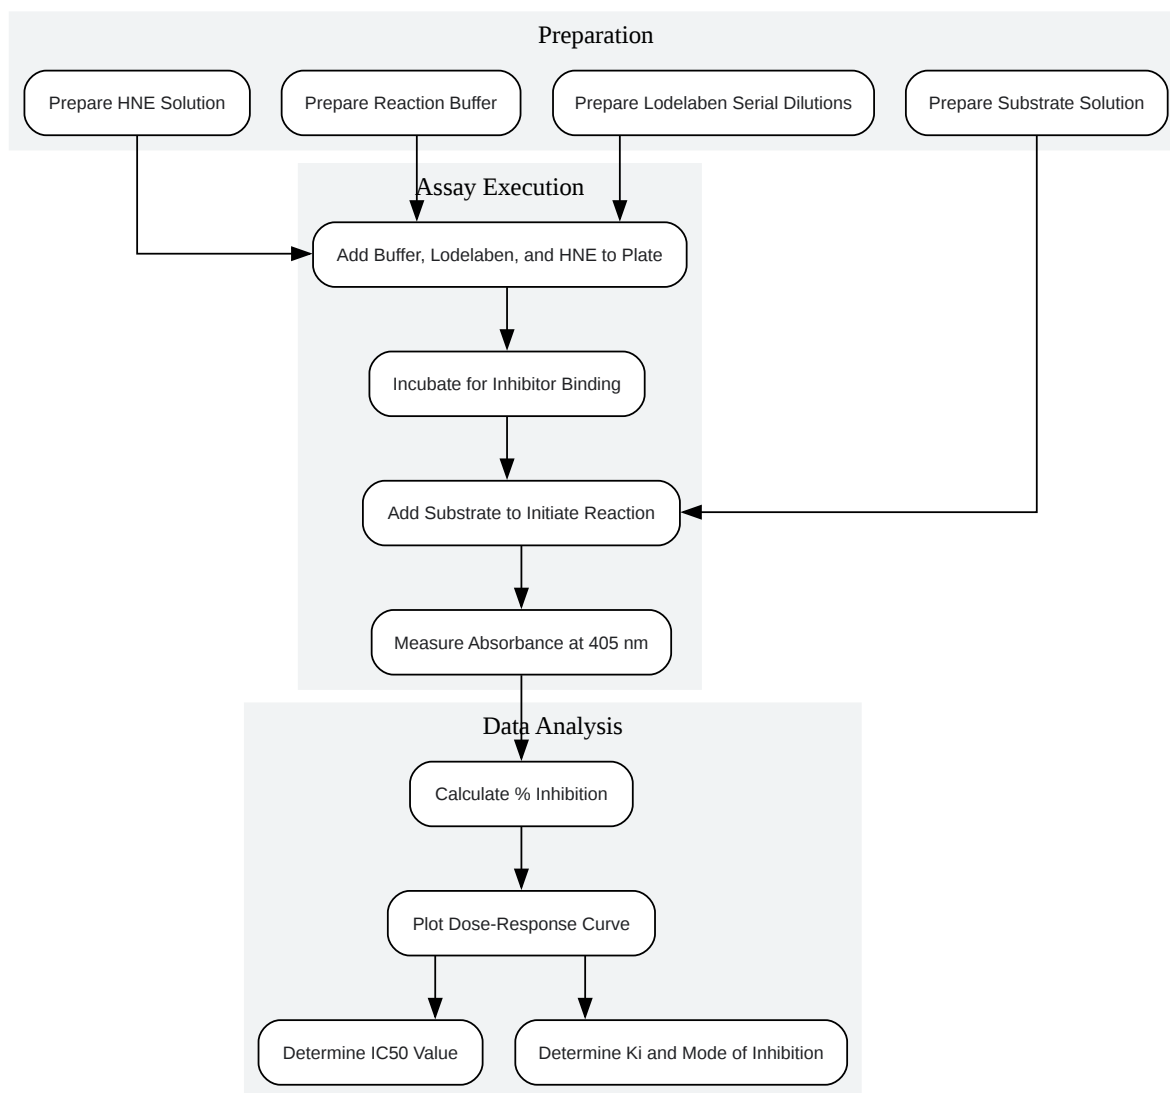 Preparation
Prepare HNE Solution
Prepare Reaction Buffer
Prepare Lodelaben Serial Dilutions
Prepare Substrate Solution
Assay Execution
Add Buffer, Lodelaben, and HNE to Plate
Incubate for Inhibitor Binding
Add Substrate to Initiate Reaction
Measure Absorbance at 405 nm
Data Analysis
Calculate % Inhibition
Plot Dose-Response Curve
Determine IC50 Value
Determine Ki and Mode of Inhibition